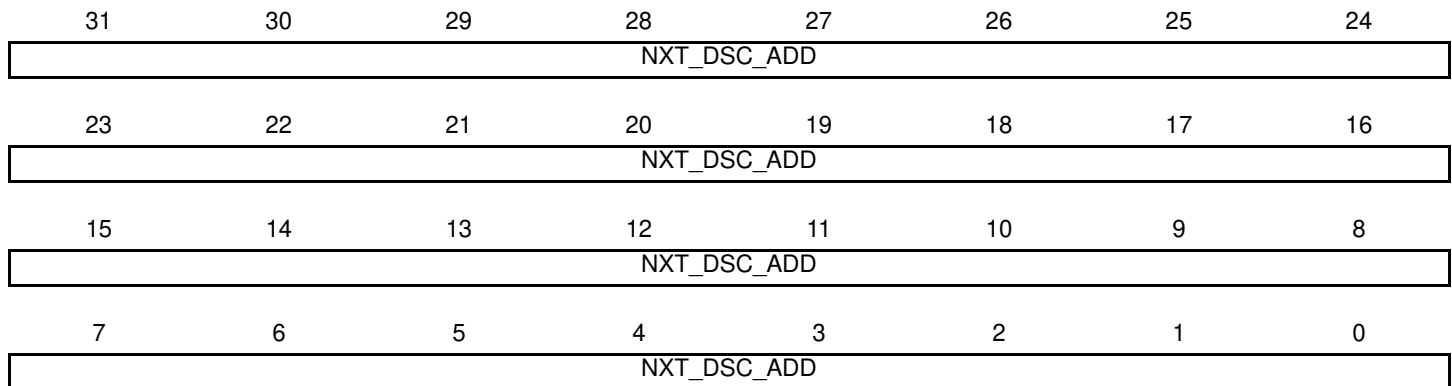 31 30 29 28 27 26 25 24
NXT_DSC_ADD
23 22 21 20 19 18 17 16
NXT_DSC_ADD
15 14 13 12 11 10 9 8
NXT_DSC_ADD
7 6 5 4 3 2 1 0
NXT_DSC_ADD